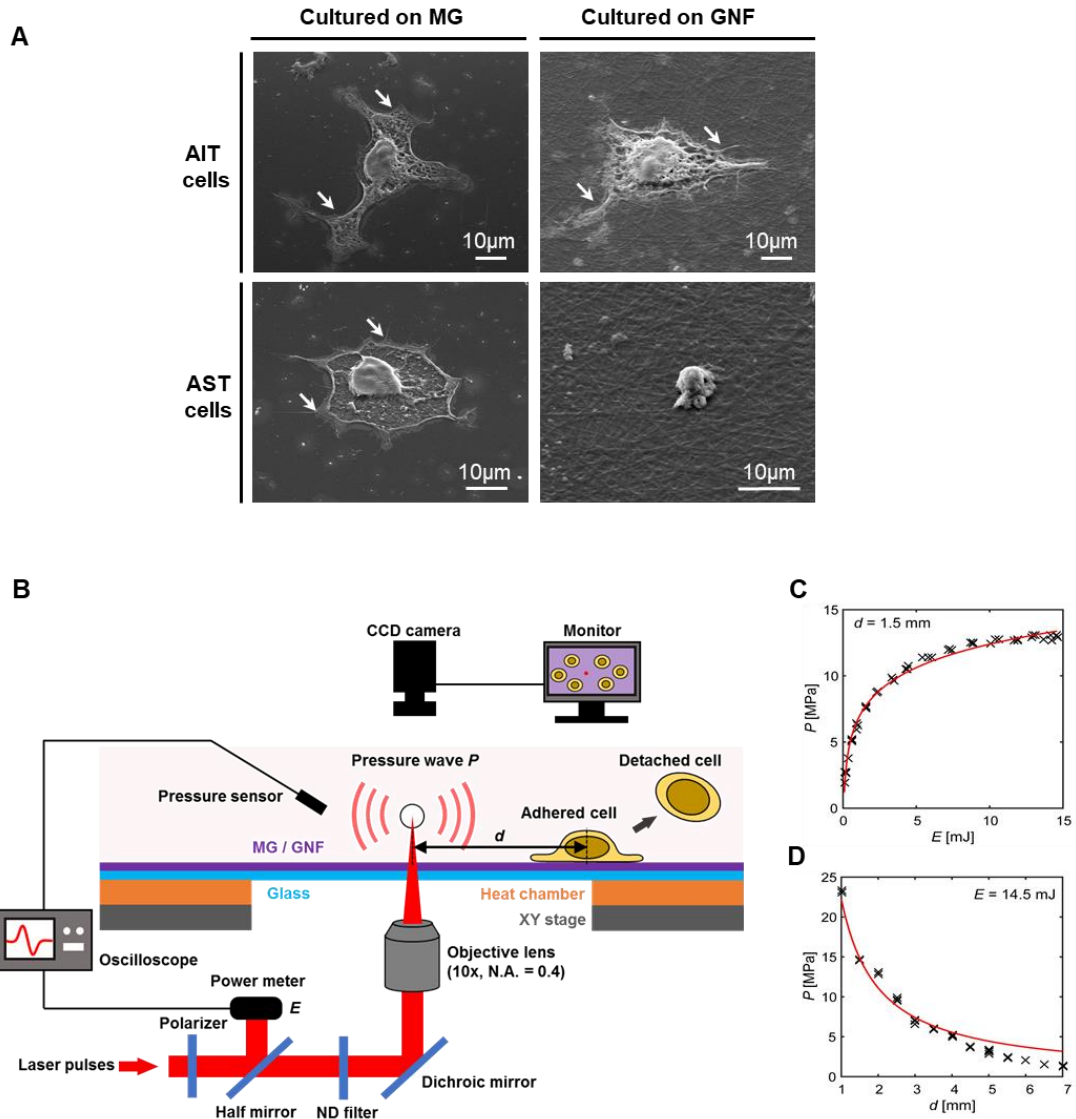 A
Cultured on MG
Cultured on GNF
AIT
cells
10µm
10µm
AST
cells
10µm
10µm
B
CCD camera
Monitor
Pressure wave P
Pressure sensor
Detached cell
Adhered cell
d
MG / GNF
Glass
Heat chamber
XY stage
Oscilloscope
Objective lens
(10x, N.A. = 0.4)
Power meter
E
Polarizer
Laser pulses
Half mirror
ND filter
Dichroic mirror
C
15
d = 1.5 mm
10
P [MPa]
5
0
0
5
10
15
E [mJ]
D
25
E = 14.5 mJ
20
15
P [MPa]
10
5
0
1
2
3
4
5
6
7
d [mm]